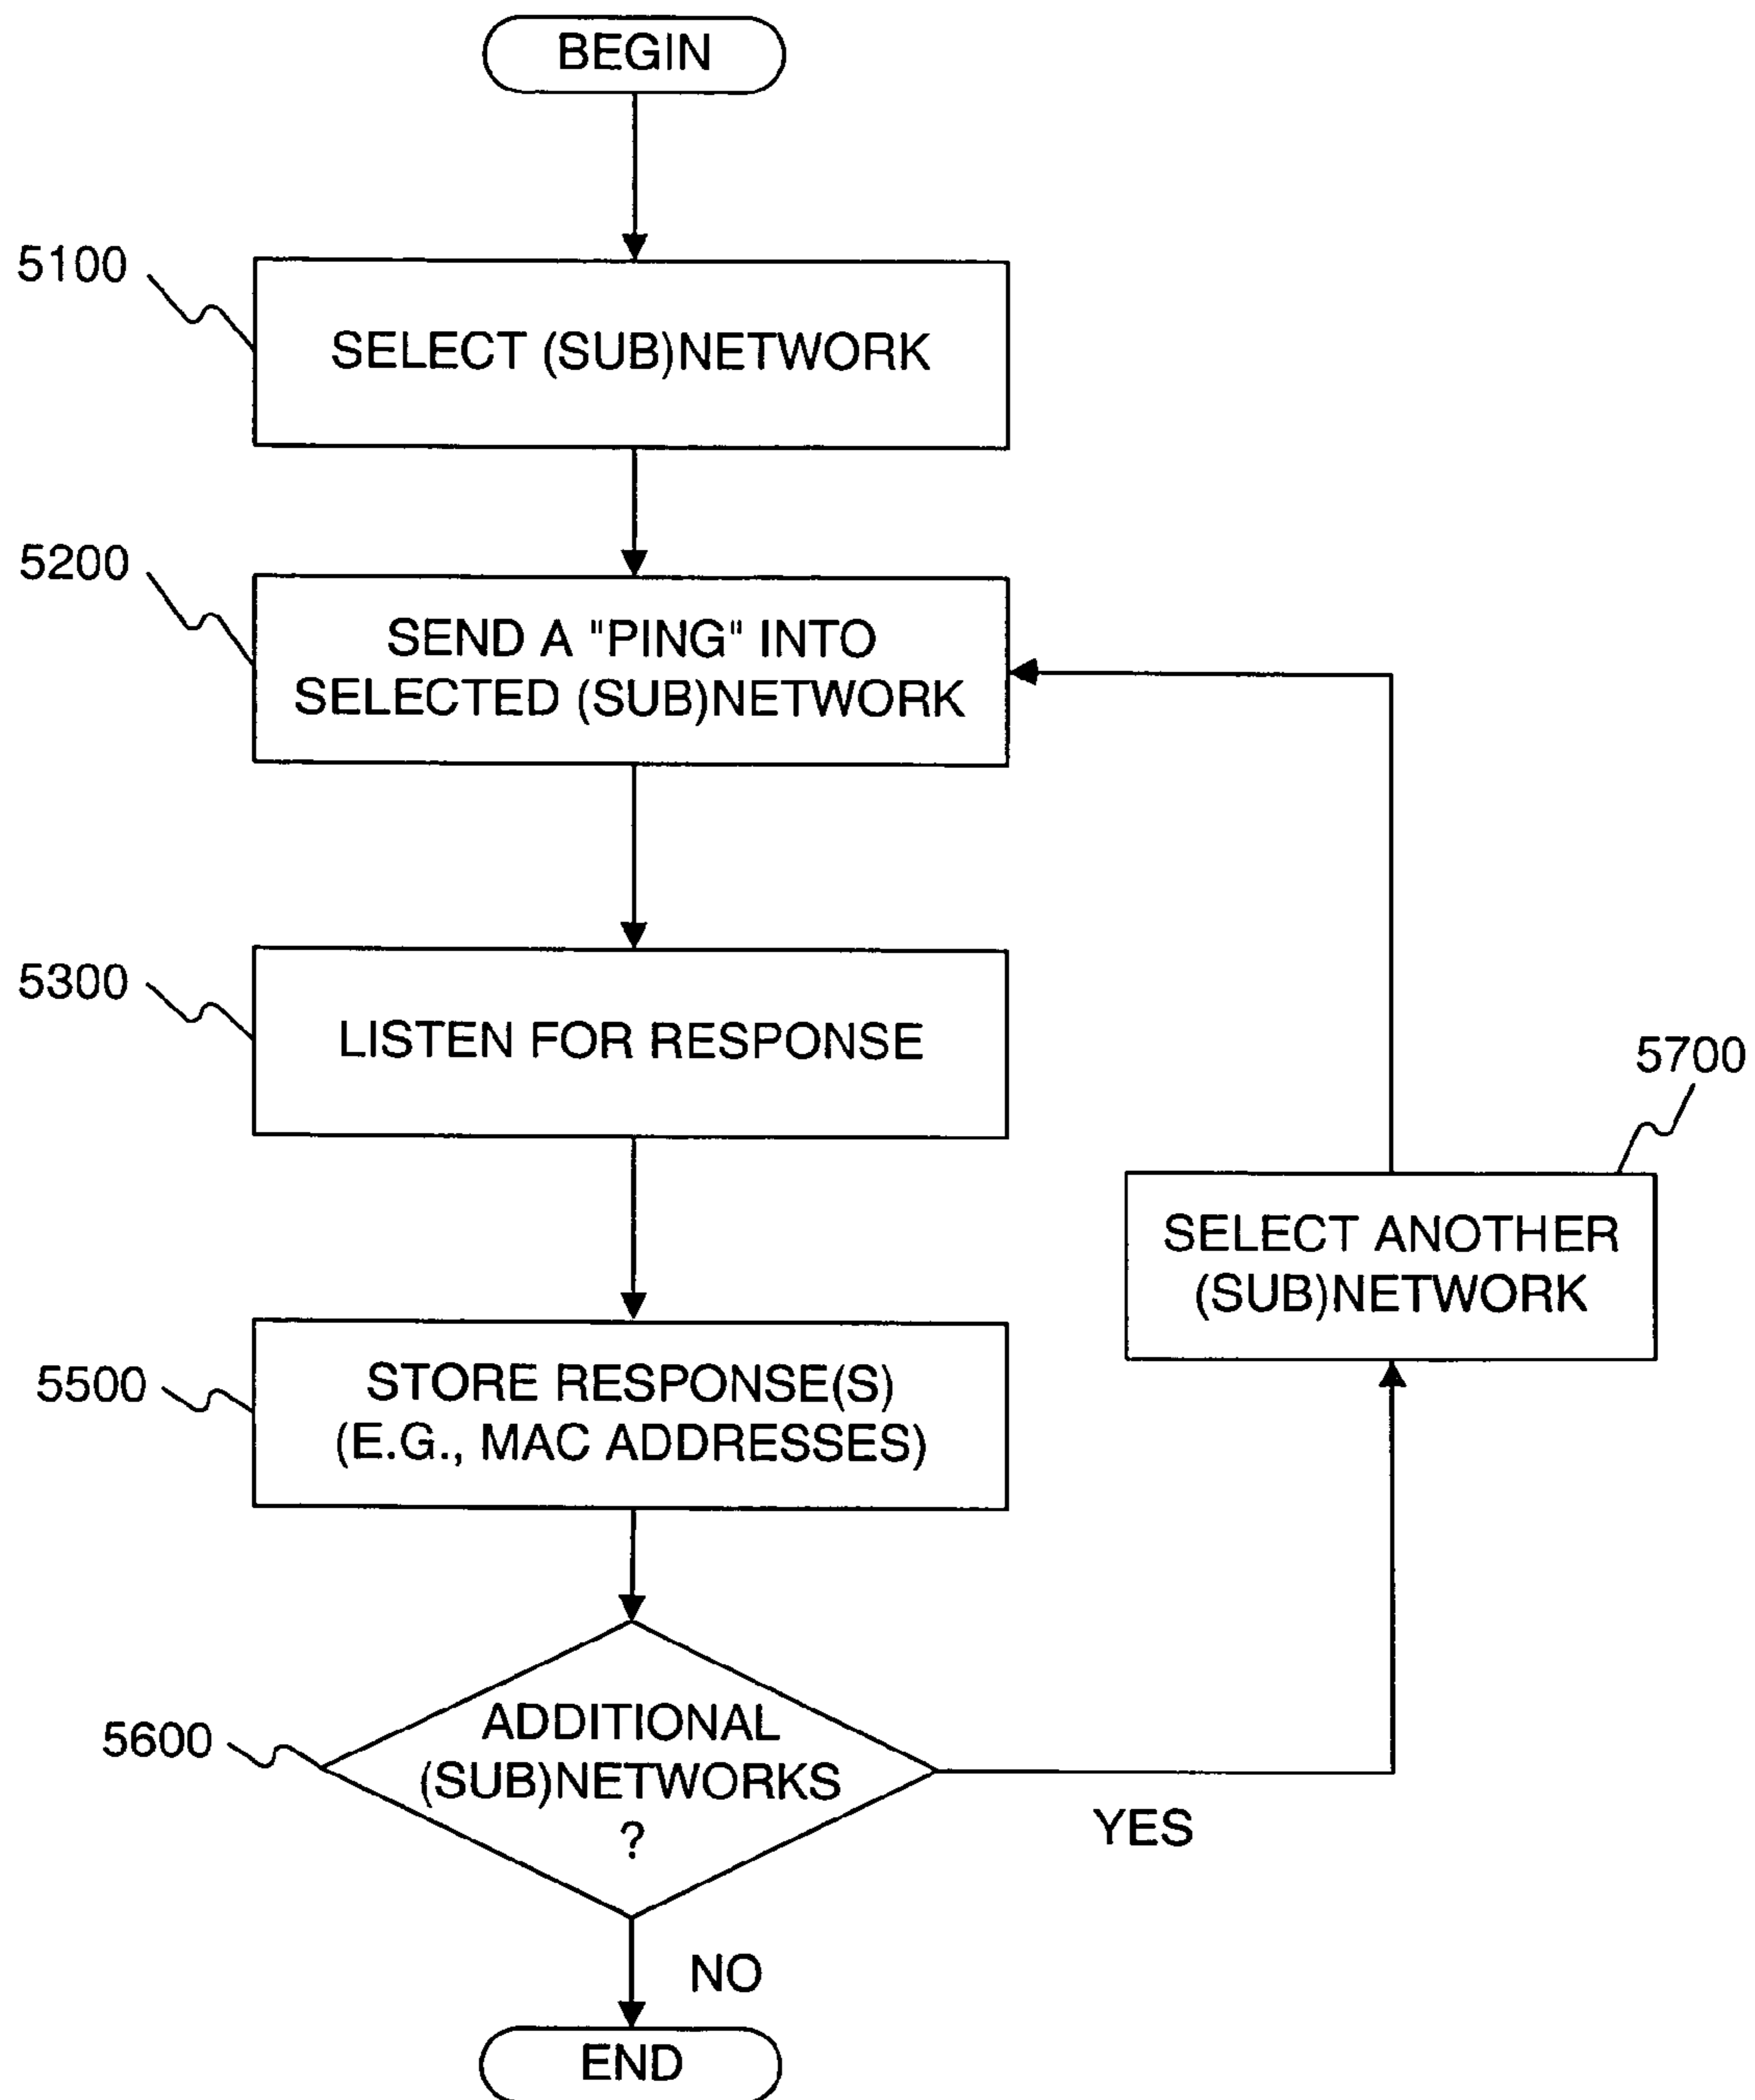 BEGIN
5100
SELECT (SUB)NETWORK
5200
SEND A "PING" INTO
SELECTED (SUB)NETWORK
5300
LISTEN FOR RESPONSE
5700
SELECT ANOTHER
(SUB)NETWORK
5500
STORE RESPONSE(S)
(E.G., MAC ADDRESSES)
5600
ADDITIONAL
(SUB)NETWORKS
?
YES
NO
END